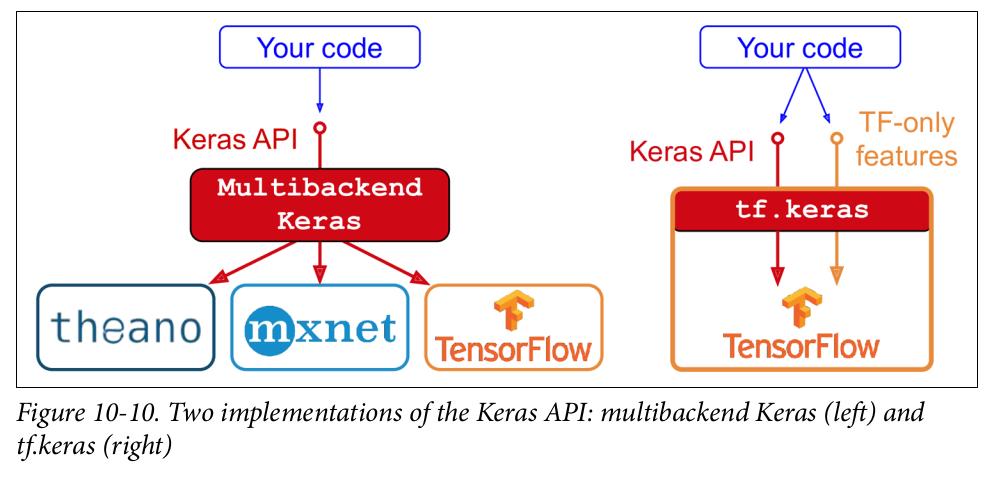 Your code
Keras API
Multibackend
Keras
theano
mxnet
TensorFlow
Your code
Keras API
TF-only
features
tf.keras
TensorFlow
Figure 10-10. Two implementations of the Keras API: multibackend Keras (left) and
tf.keras (right)